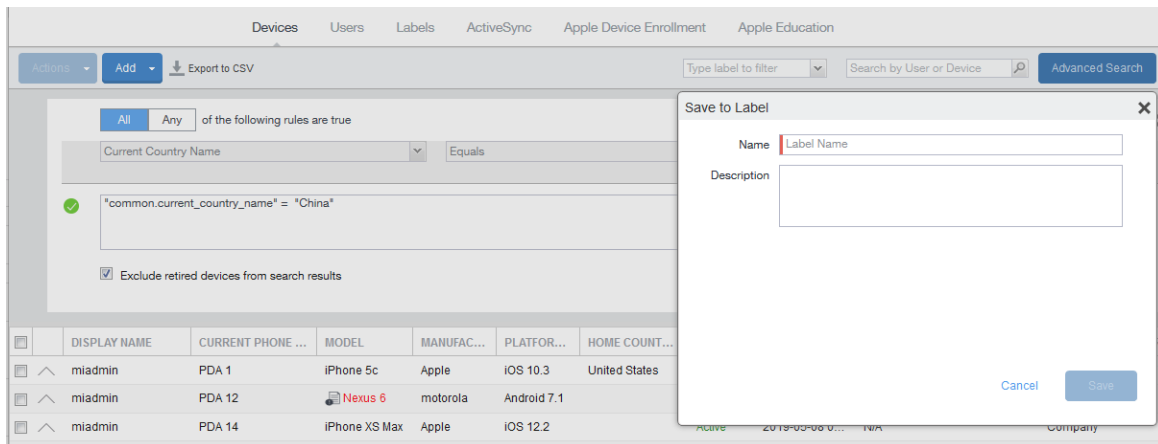 Devices Users Labels ActiveSync Apple Device Enrollment Apple Education
Actions Add Export to CSV Type label to filter Search by User or Device Advanced Search
Save to Label
All Any of the following rules are true
Name Label Name
Current Country Name Equals
Description
"common.current_country_name" = "China"
Exclude retired devices from search results
DISPLAY NAME CURRENT PHONE ... MODEL MANUFAC... PLATFOR... HOME COUNT...
miadmin PDA 1 iPhone 5c Apple iOS 10.3 United States
Cancel Save
miadmin PDA 12 Nexus 6 motorola Android 7.1
miadmin PDA 14 iPhone XS Max Apple iOS 12.2